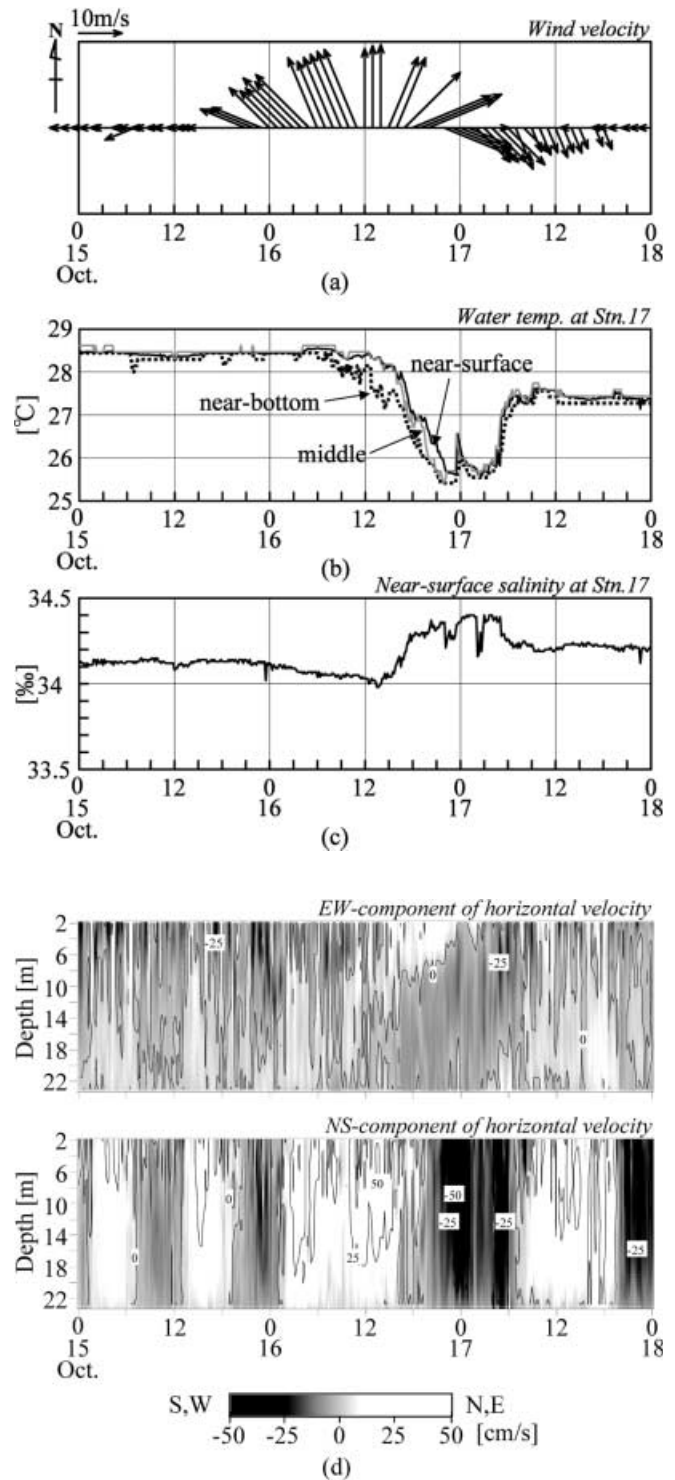 10m/s
N
Wind velocity
0 12 0 12 0 12 0
15 16 17 18
Oct.
(a)
Water temp. at Stn.17
29
28
27
26
25
[℃]
near-surface
near-bottom
middle
0 12 0 12 0 12 0
15 16 17 18
Oct.
(b)
Near-surface salinity at Stn.17
34.5
34
33.5
[‰]
0 12 0 12 0 12 0
15 16 17 18
Oct.
(c)
EW-component of horizontal velocity
2
6
10
14
18
22
Depth [m]
-25
0
-25
0
NS-component of horizontal velocity
2
6
10
14
18
22
Depth [m]
50
0
-50
-25 -25
0 25 -25
0 12 0 12 0 12 0
15 16 17 18
Oct.
S,W N,E
-50 -25 0 25 50 [cm/s]
(d)